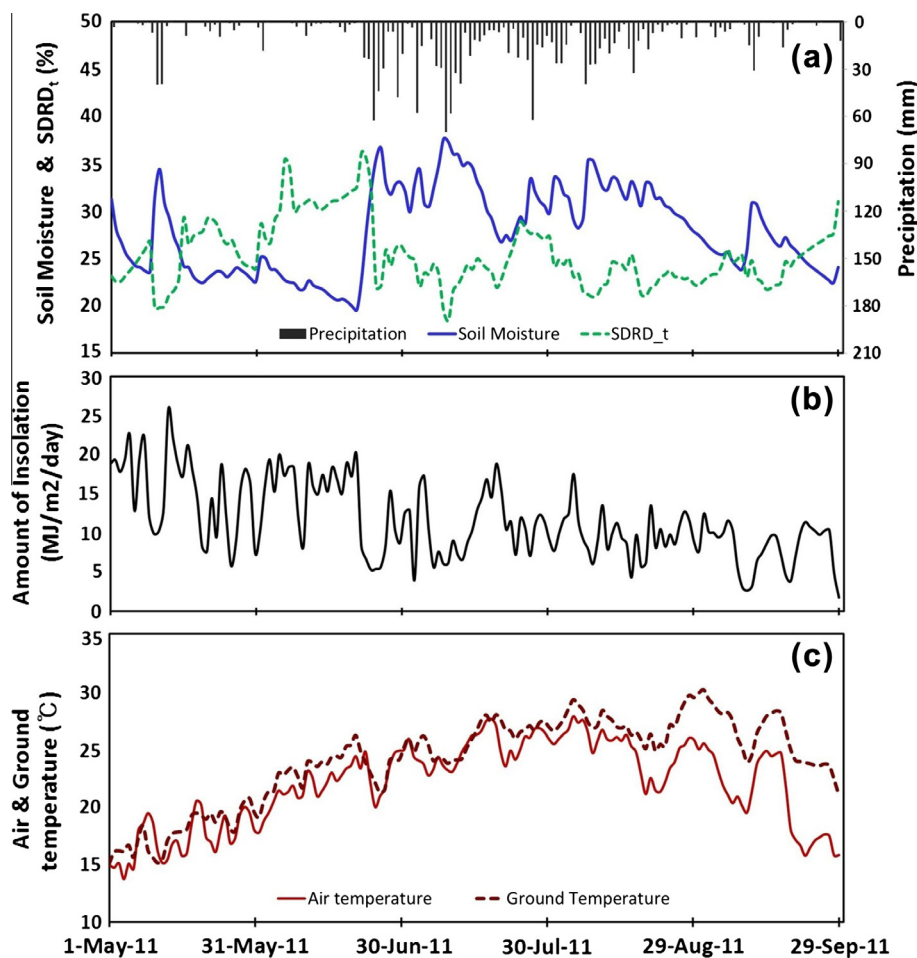 (a)
Soil Moisture & SDRDt (%)
50
45
40
35
30
25
20
15
0
30
60
90
120
150
180
210
Precipitation (mm)
Precipitation Soil Moisture SDRD_t
(b)
Amount of Insolation
(MJ/m2/day)
30
25
20
15
10
5
0
(c)
Air & Ground
temperature (℃)
35
30
25
20
15
10
Air temperature Ground Temperature
1-May-11 31-May-11 30-Jun-11 30-Jul-11 29-Aug-11 29-Sep-11